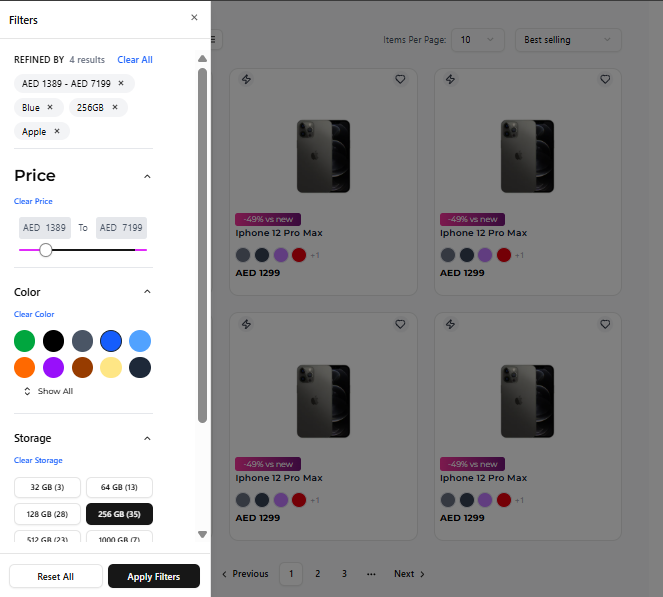 Filters
REFINED BY 4 results Clear All
AED 1389 - AED 7199 ×
Blue × 256GB ×
Apple ×
Price
Clear Price
AED 1389 To AED 7199
Color
Clear Color
Show All
Storage
Clear Storage
32 GB (3) 64 GB (13)
128 GB (28) 256 GB (35)
512 GB (23) 1000 GB (7)
Reset All Apply Filters
Items Per Page: 10 Best selling
-49% vs new
Iphone 12 Pro Max
+1
AED 1299
-49% vs new
Iphone 12 Pro Max
+1
AED 1299
-49% vs new
Iphone 12 Pro Max
+1
AED 1299
-49% vs new
Iphone 12 Pro Max
+1
AED 1299
Previous 1 2 3 ... Next